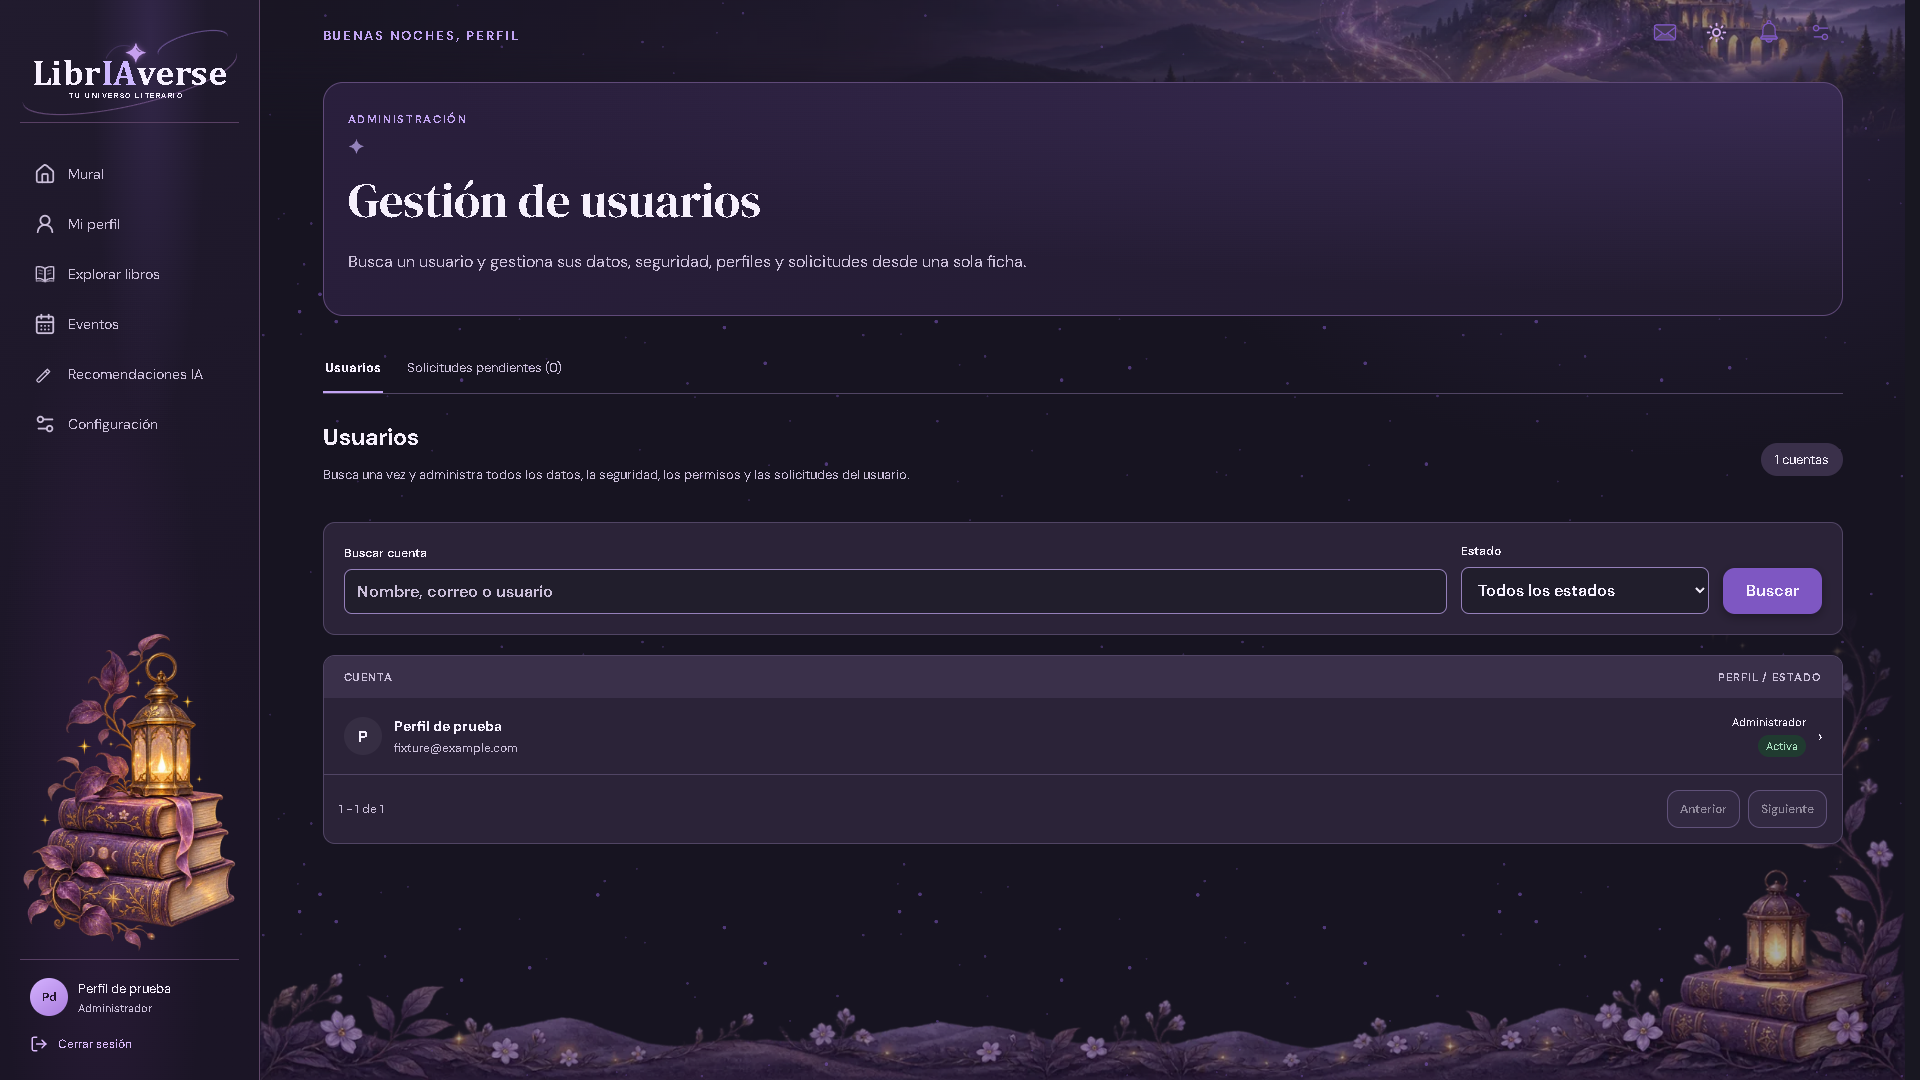 LibrIAverse
TU UNIVERSO LITERARIO
Mural
Mi perfil
Explorar libros
Eventos
Recomendaciones IA
Configuración
Pd
Perfil de prueba
Administrador
Cerrar sesión
BUENAS NOCHES, PERFIL
ADMINISTRACIÓN
Gestión de usuarios
Busca un usuario y gestiona sus datos, seguridad, perfiles y solicitudes desde una sola ficha.
Usuarios
Solicitudes pendientes (0)
Usuarios
Busca una vez y administra todos los datos, la seguridad, los permisos y las solicitudes del usuario.
1 cuentas
Buscar cuenta
Nombre, correo o usuario
Estado
Todos los estados
Buscar
CUENTA
PERFIL / ESTADO
P
Perfil de prueba
fixture@example.com
Administrador
Activa
1 – 1 de 1
Anterior
Siguiente